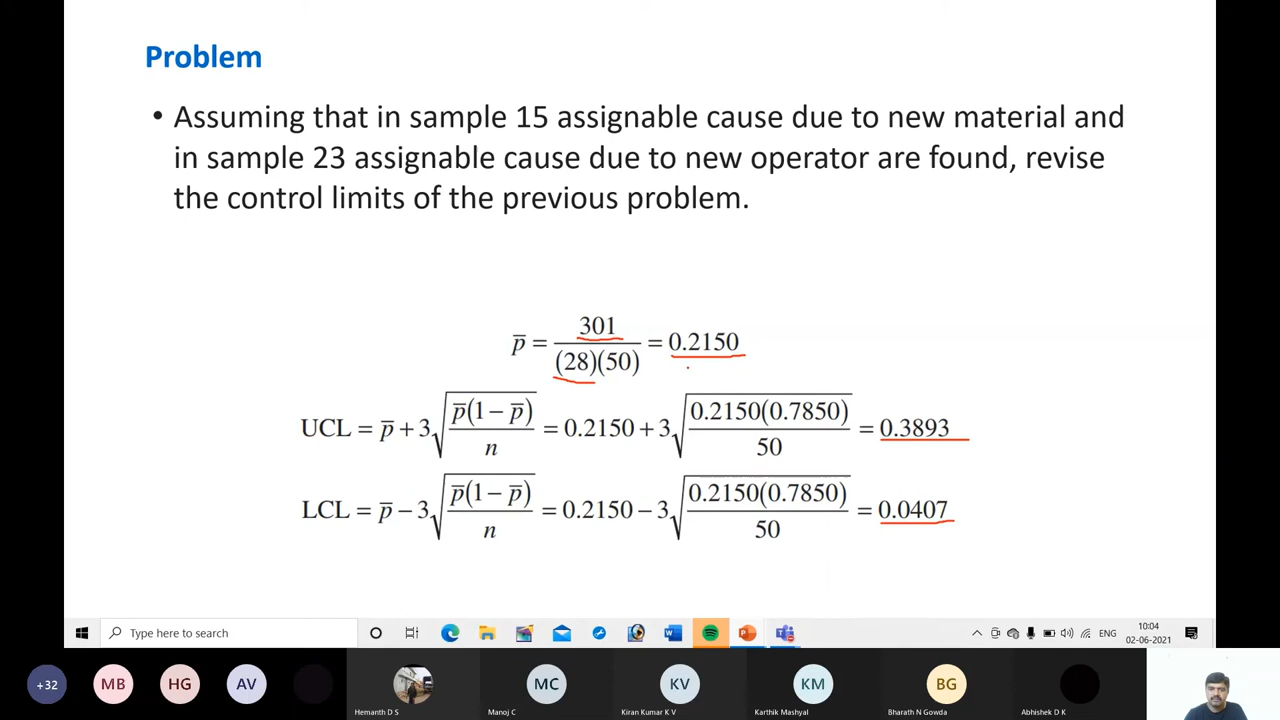 Problem
• Assuming that in sample 15 assignable cause due to new material and
in sample 23 assignable cause due to new operator are found, revise
the control limits of the previous problem.
p̅ = 301 / (28)(50) = 0.2150
UCL = p̅ + 3√(p̅(1 − p̅) / n) = 0.2150 + 3√(0.2150(0.7850) / 50) = 0.3893
LCL = p̅ − 3√(p̅(1 − p̅) / n) = 0.2150 − 3√(0.2150(0.7850) / 50) = 0.0407
Type here to search
ENG
10:04
02-06-2021
+32
MB
HG
AV
MC
KV
KM
BG
Hemanth D S
Manoj C
Kiran Kumar K V
Karthik Mashyal
Bharath N Gowda
Abhishek D K